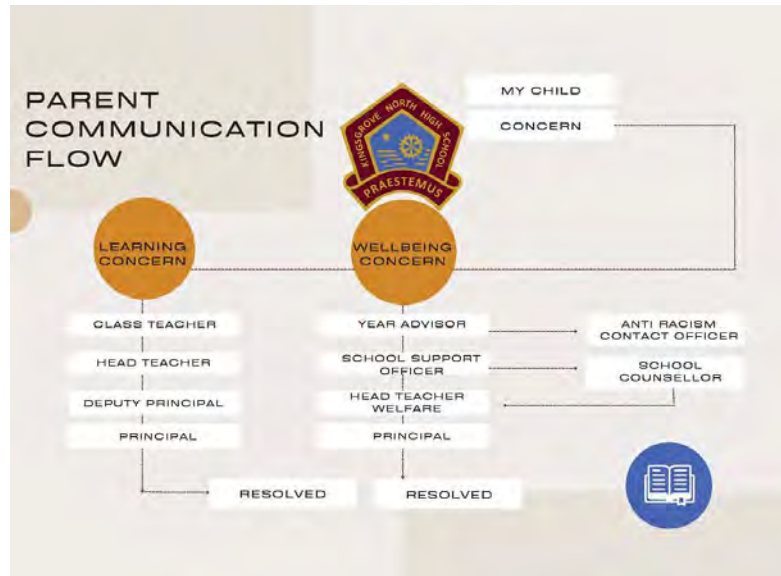 PARENT
COMMUNICATION
FLOW
KINGSGROVE NORTH HIGH SCHOOL
PRAESTEMUS
MY CHILD
CONCERN
LEARNING
CONCERN
WELLBEING
CONCERN
CLASS TEACHER
HEAD TEACHER
DEPUTY PRINCIPAL
PRINCIPAL
RESOLVED
YEAR ADVISOR
SCHOOL SUPPORT
OFFICER
HEAD TEACHER
WELFARE
PRINCIPAL
RESOLVED
ANTI RACISM
CONTACT OFFICER
SCHOOL
COUNSELLOR